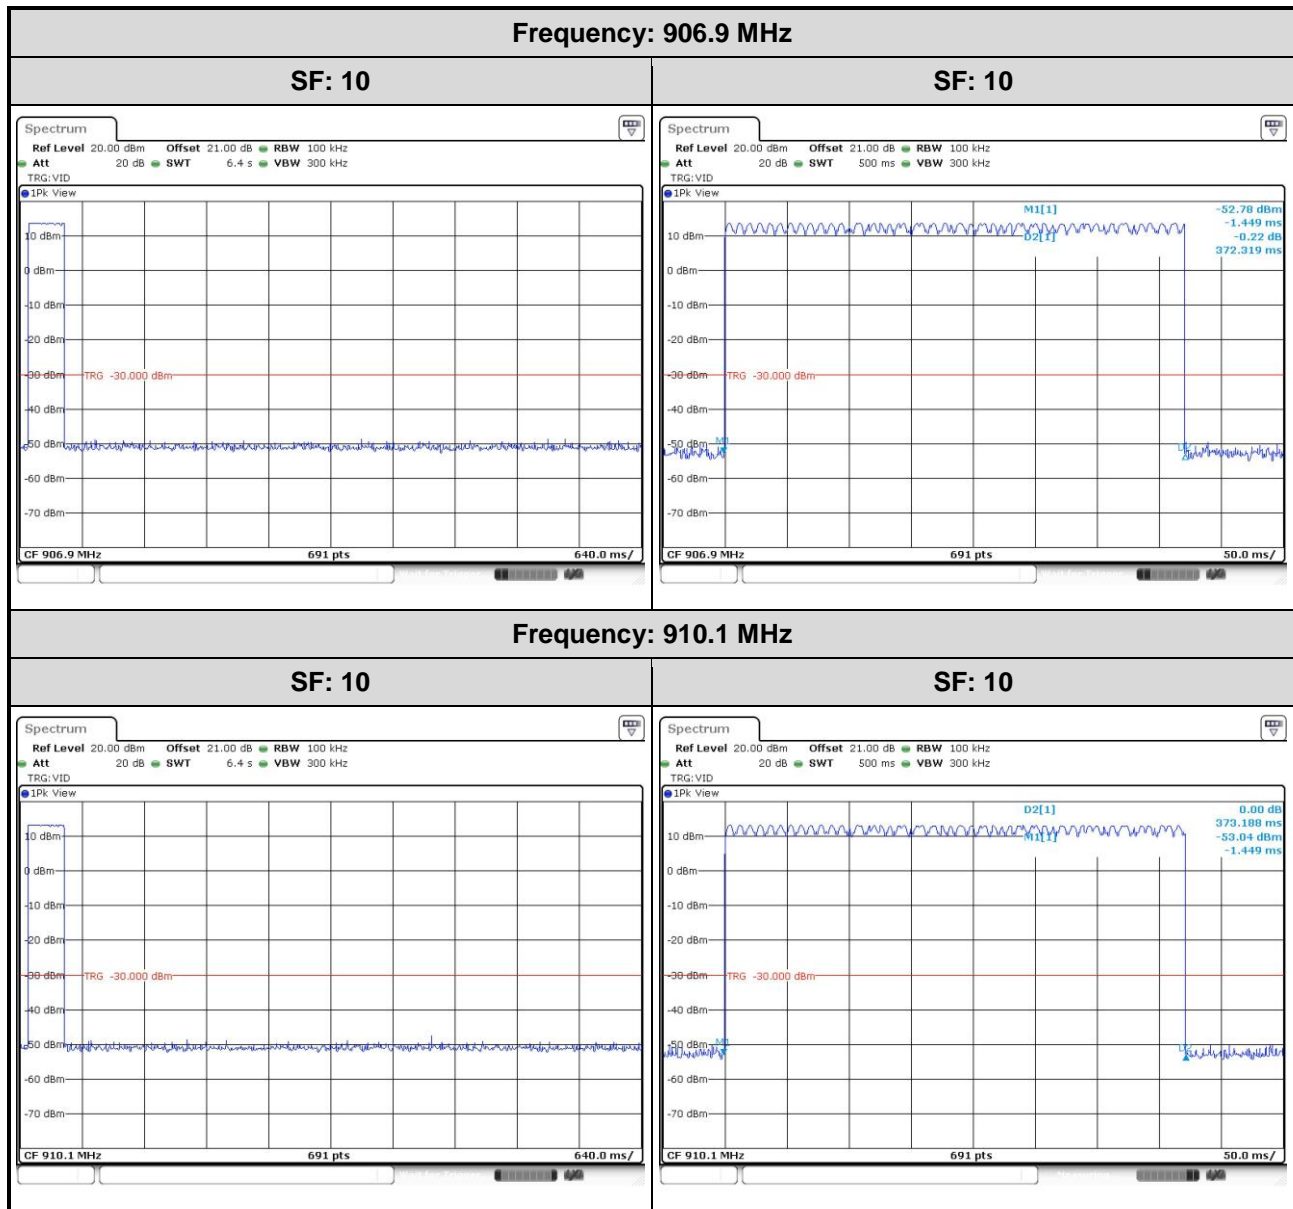 Frequency: 906.9 MHz
SF: 10
SF: 10
Spectrum
Ref Level 20.00 dBm Offset 21.00 dB RBW 100 kHz
Att 20 dB SWT 6.4 s VBW 300 kHz
TRG:VID
1Pk View
10 dBm
0 dBm
-10 dBm
-20 dBm
-30 dBm
TRG -30.000 dBm
-40 dBm
-50 dBm
-60 dBm
-70 dBm
CF 906.9 MHz 691 pts 640.0 ms/
Spectrum
Ref Level 20.00 dBm Offset 21.00 dB RBW 100 kHz
Att 20 dB SWT 500 ms VBW 300 kHz
TRG:VID
1Pk View
M1[1] -52.78 dBm
-1.449 ms
D2[1] -0.22 dB
372.319 ms
10 dBm
0 dBm
-10 dBm
-20 dBm
-30 dBm
TRG -30.000 dBm
-40 dBm
-50 dBm
M1
-60 dBm
-70 dBm
CF 906.9 MHz 691 pts 50.0 ms/
Frequency: 910.1 MHz
SF: 10
SF: 10
Spectrum
Ref Level 20.00 dBm Offset 21.00 dB RBW 100 kHz
Att 20 dB SWT 6.4 s VBW 300 kHz
TRG:VID
1Pk View
10 dBm
0 dBm
-10 dBm
-20 dBm
-30 dBm
TRG -30.000 dBm
-40 dBm
-50 dBm
-60 dBm
-70 dBm
CF 910.1 MHz 691 pts 640.0 ms/
Spectrum
Ref Level 20.00 dBm Offset 21.00 dB RBW 100 kHz
Att 20 dB SWT 500 ms VBW 300 kHz
TRG:VID
1Pk View
D2[1] 0.00 dB
373.188 ms
M1[1] -53.04 dBm
-1.449 ms
10 dBm
0 dBm
-10 dBm
-20 dBm
-30 dBm
TRG -30.000 dBm
-40 dBm
-50 dBm
M1
-60 dBm
-70 dBm
CF 910.1 MHz 691 pts 50.0 ms/